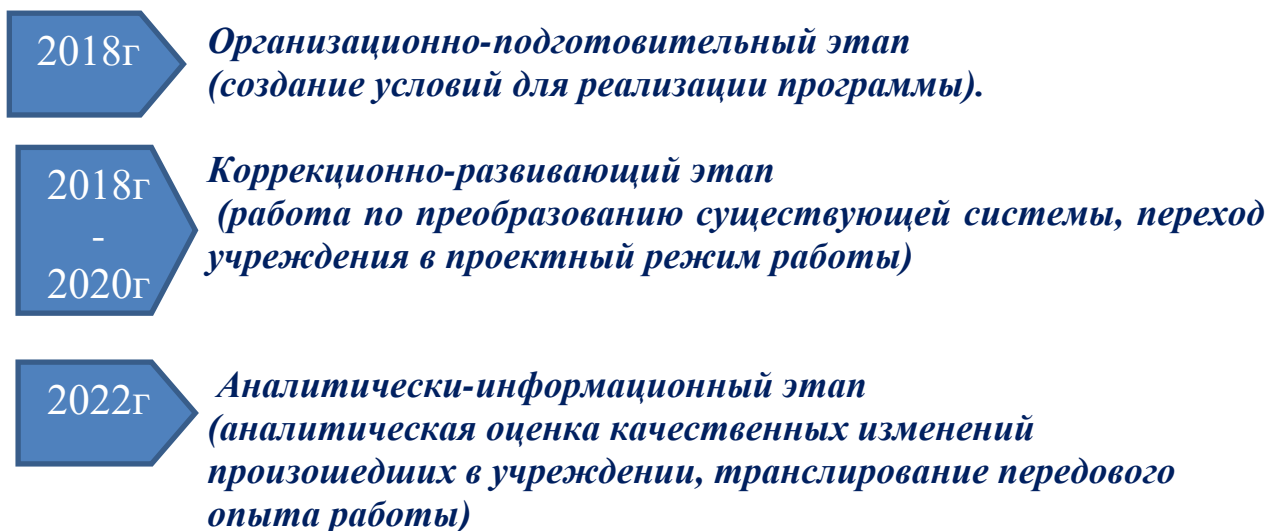 2018г
Организационно-подготовительный этап
(создание условий для реализации программы).
2018г
-
2020г
Коррекционно-развивающий этап
(работа по преобразованию существующей системы, переход
учреждения в проектный режим работы)
2022г
Аналитически-информационный этап
(аналитическая оценка качественных изменений
произошедших в учреждении, транслирование передового
опыта работы)